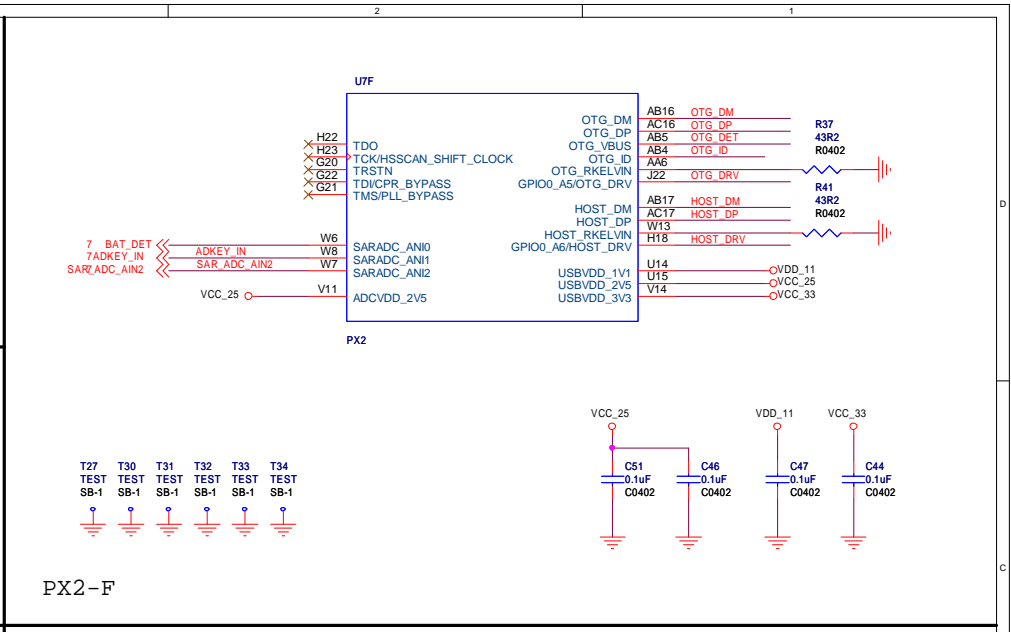 2
1
U7F
H22 TDO
H23 TCK/HSSCAN_SHIFT_CLOCK
G20 TRSTN
G22 TDI/CPR_BYPASS
G21 TMS/PLL_BYPASS
7 BAT_DET W6 SARADC_ANI0
7 ADKEY_IN ADKEY_IN W8 SARADC_ANI1
SAR_ADC_AIN2 7 SAR_ADC_AIN2 W7 SARADC_ANI2
VCC_25 V11 ADCVDD_2V5
OTG_DM AB16 OTG_DM
OTG_DP AC16 OTG_DP
OTG_VBUS AB5 OTG_DET
OTG_ID AB4 OTG_ID
OTG_RKELVIN AA6
GPIO0_A5/OTG_DRV J22 OTG_DRV
HOST_DM AB17 HOST_DM
HOST_DP AC17 HOST_DP
HOST_RKELVIN W13
GPIO0_A6/HOST_DRV H18 HOST_DRV
USBVDD_1V1 U14 VDD_11
USBVDD_2V5 U15 VCC_25
USBVDD_3V3 V14 VCC_33
R37
43R2
R0402
R41
43R2
R0402
D
PX2
VCC_25 VDD_11 VCC_33
T27 T30 T31 T32 T33 T34
TEST TEST TEST TEST TEST TEST
SB-1 SB-1 SB-1 SB-1 SB-1 SB-1
C51 C46 C47 C44
0.1uF 0.1uF 0.1uF 0.1uF
C0402 C0402 C0402 C0402
C
PX2-F